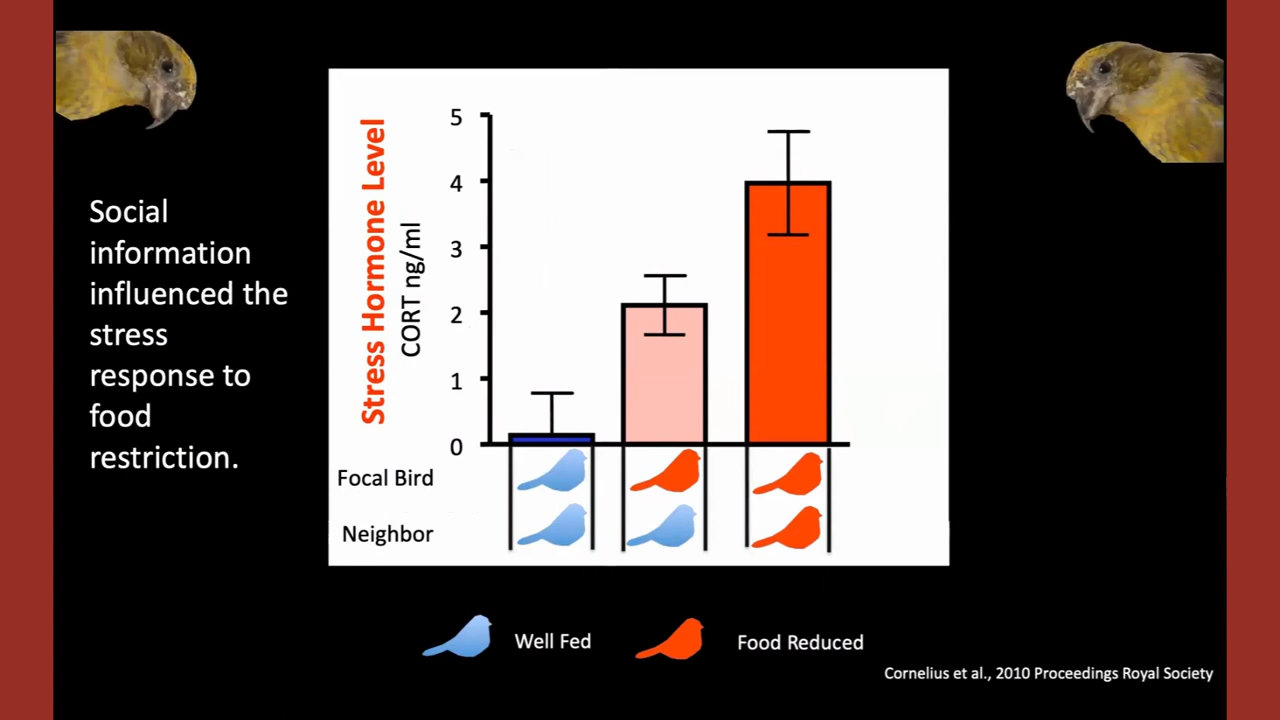 Social
information
influenced the
stress
response to
food
restriction.
Stress Hormone Level
CORT ng/ml
5
4
3
2
1
0
Focal Bird
Neighbor
Well Fed
Food Reduced
Cornelius et al., 2010 Proceedings Royal Society